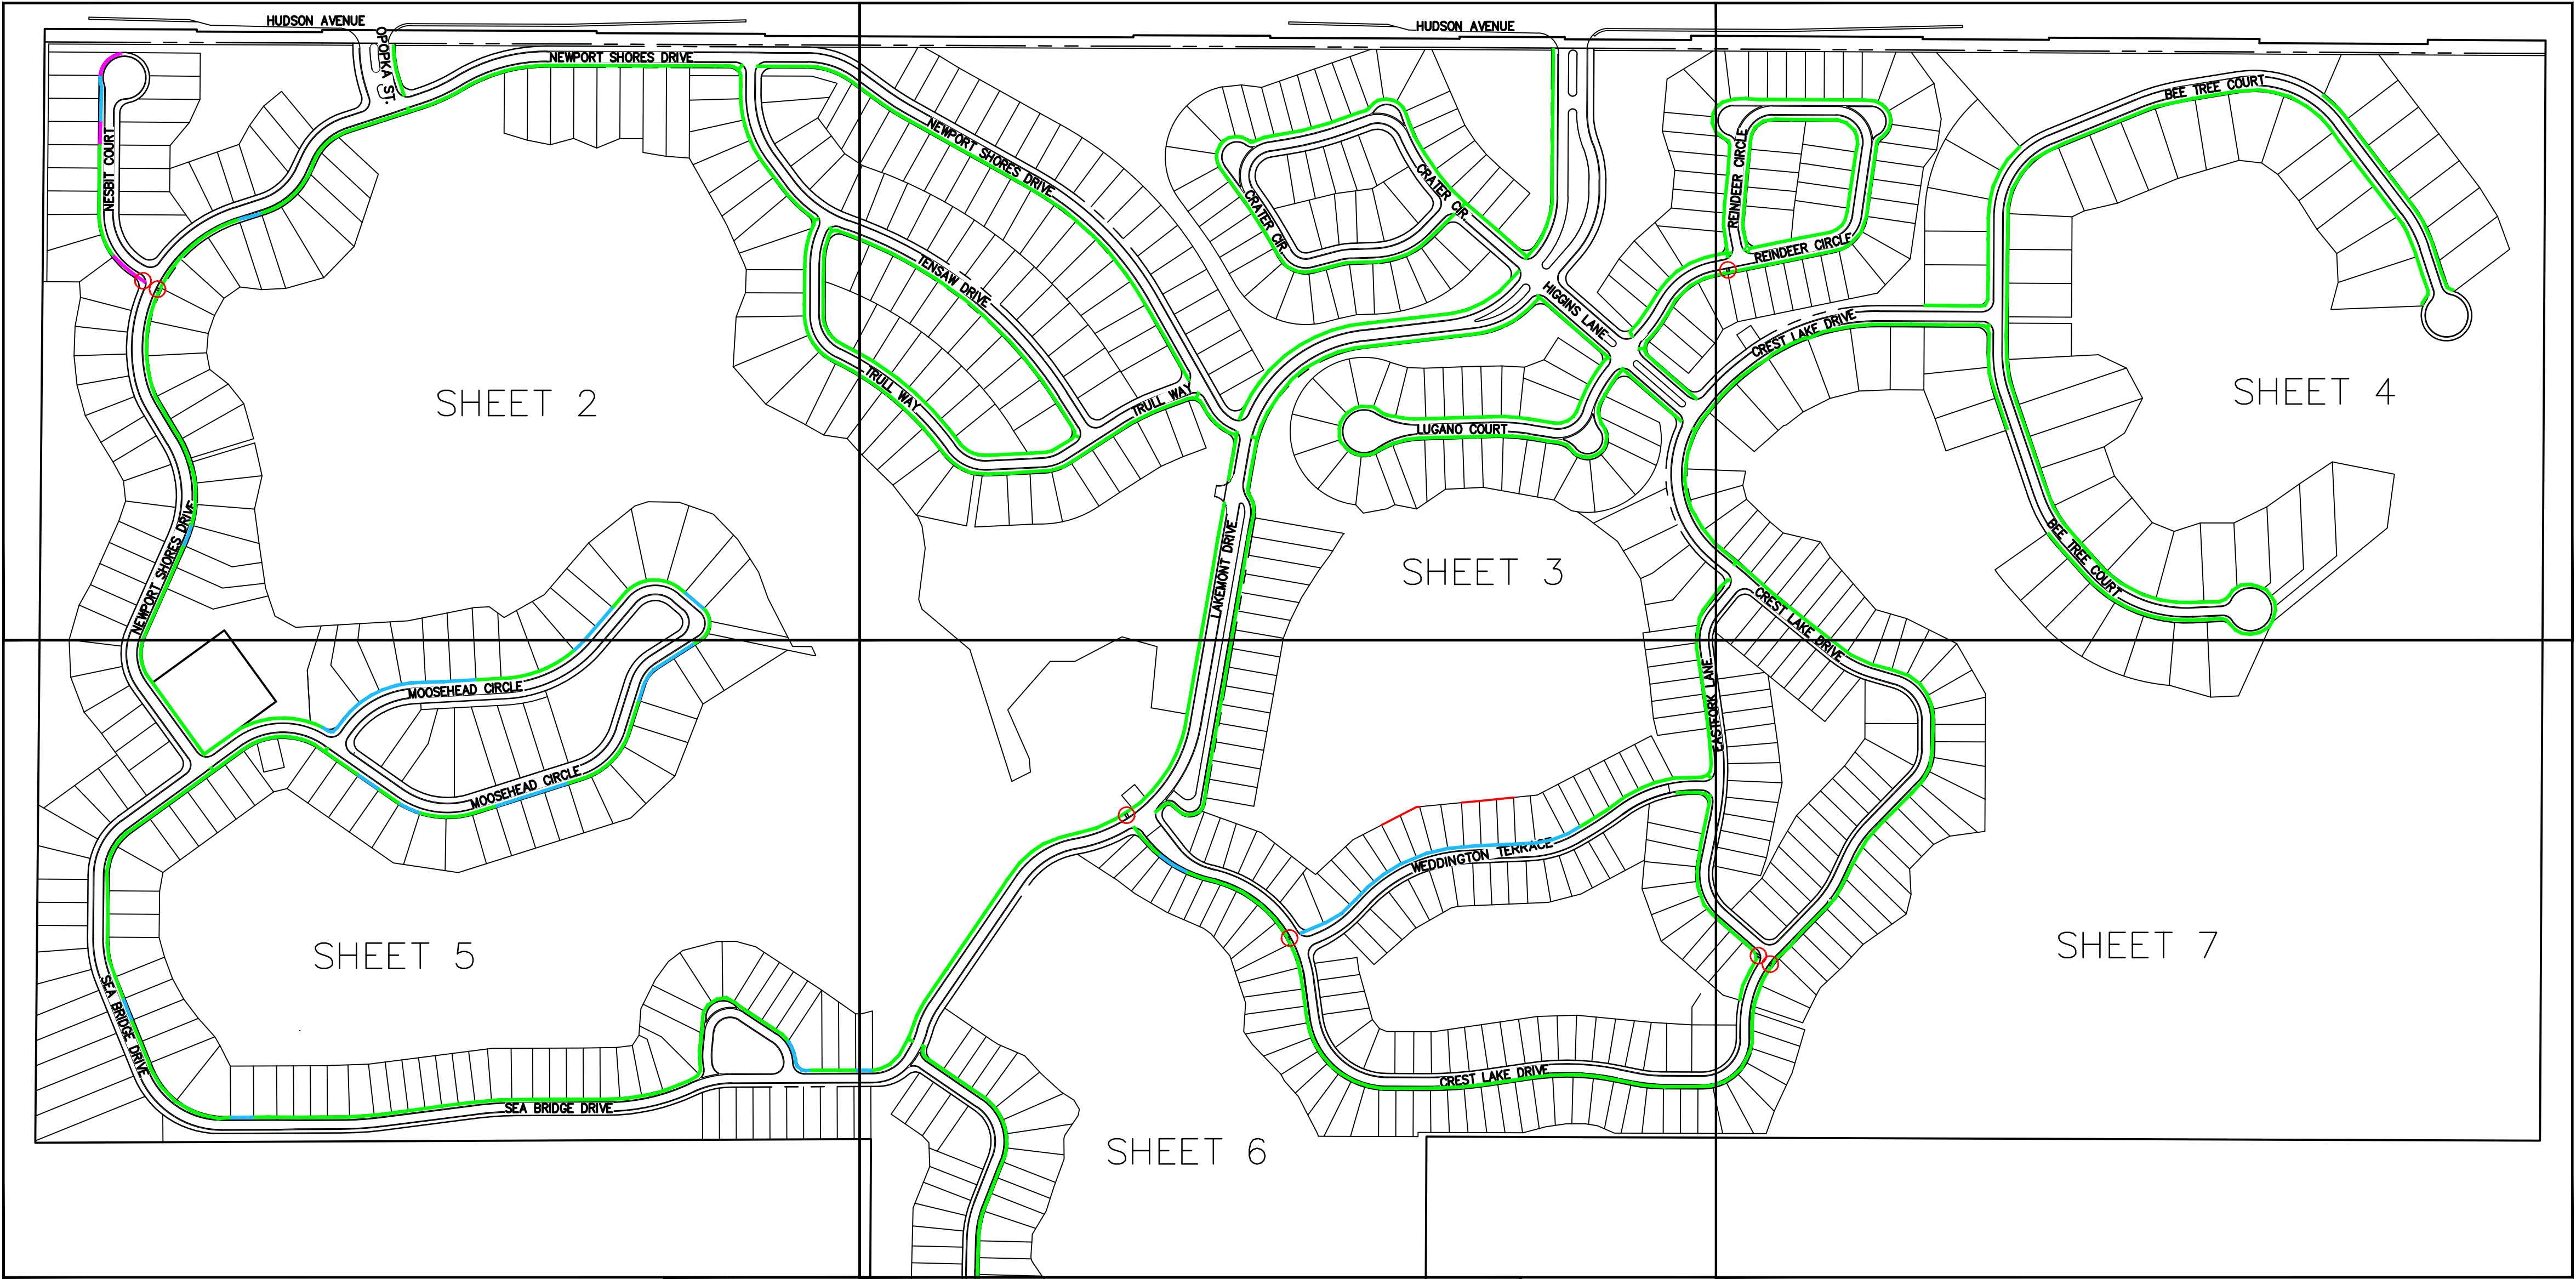 HUDSON AVENUE
HUDSON AVENUE
OPOPKA ST.
NEWPORT SHORES DRIVE
BEE TREE COURT
NESBIT COURT
NEWPORT SHORES DRIVE
CRATER CIR.
CRATER CIR.
REINDEER CIRCLE
REINDEER CIRCLE
TENSAW DRIVE
HIGGINS LANE
CREST LAKE DRIVE
TRULL WAY
TRULL WAY
SHEET 2
SHEET 4
LUGANO COURT
NEWPORT SHORES DRIVE
LAKEMONT DRIVE
SHEET 3
BEE TREE COURT
CREST LAKE DRIVE
MOOSEHEAD CIRCLE
EASTFORK LANE
MOOSEHEAD CIRCLE
WEDDINGTON TERRACE
SHEET 5
SHEET 7
SEA BRIDGE DRIVE
CREST LAKE DRIVE
SEA BRIDGE DRIVE
SHEET 6